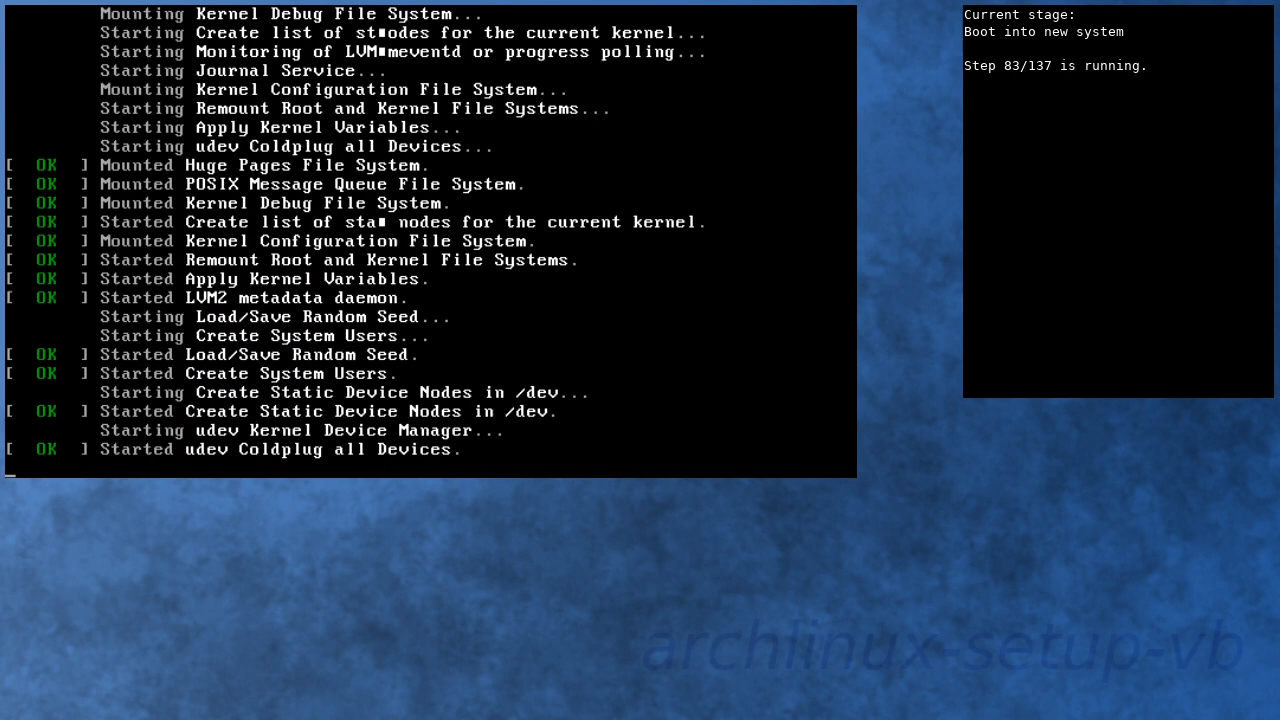 Mounting Kernel Debug File System...
Starting Create list of st▪odes for the current kernel...
Starting Monitoring of LVM▪meventd or progress polling...
Starting Journal Service...
Mounting Kernel Configuration File System...
Starting Remount Root and Kernel File Systems...
Starting Apply Kernel Variables...
Starting udev Coldplug all Devices...
[  OK  ] Mounted Huge Pages File System.
[  OK  ] Mounted POSIX Message Queue File System.
[  OK  ] Mounted Kernel Debug File System.
[  OK  ] Started Create list of sta▪ nodes for the current kernel.
[  OK  ] Mounted Kernel Configuration File System.
[  OK  ] Started Remount Root and Kernel File Systems.
[  OK  ] Started Apply Kernel Variables.
[  OK  ] Started LVM2 metadata daemon.
Starting Load/Save Random Seed...
Starting Create System Users...
[  OK  ] Started Load/Save Random Seed.
[  OK  ] Started Create System Users.
Starting Create Static Device Nodes in /dev...
[  OK  ] Started Create Static Device Nodes in /dev.
Starting udev Kernel Device Manager...
[  OK  ] Started udev Coldplug all Devices.
_
Current stage:
Boot into new system
Step 83/137 is running.
archlinux-setup-vb